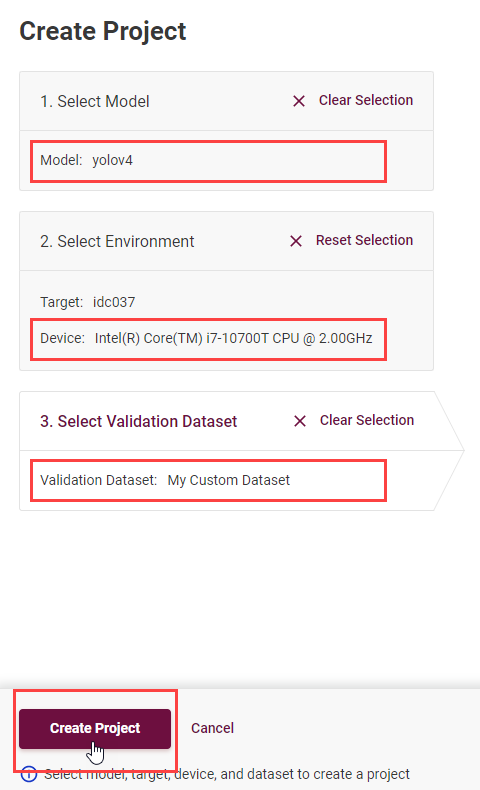 Create Project
1. Select Model
Clear Selection
Model: yolov4
2. Select Environment
Reset Selection
Target: idc037
Device: Intel(R) Core(TM) i7-10700T CPU @ 2.00GHz
3. Select Validation Dataset
Clear Selection
Validation Dataset: My Custom Dataset
Create Project
Cancel
Select model, target, device, and dataset to create a project